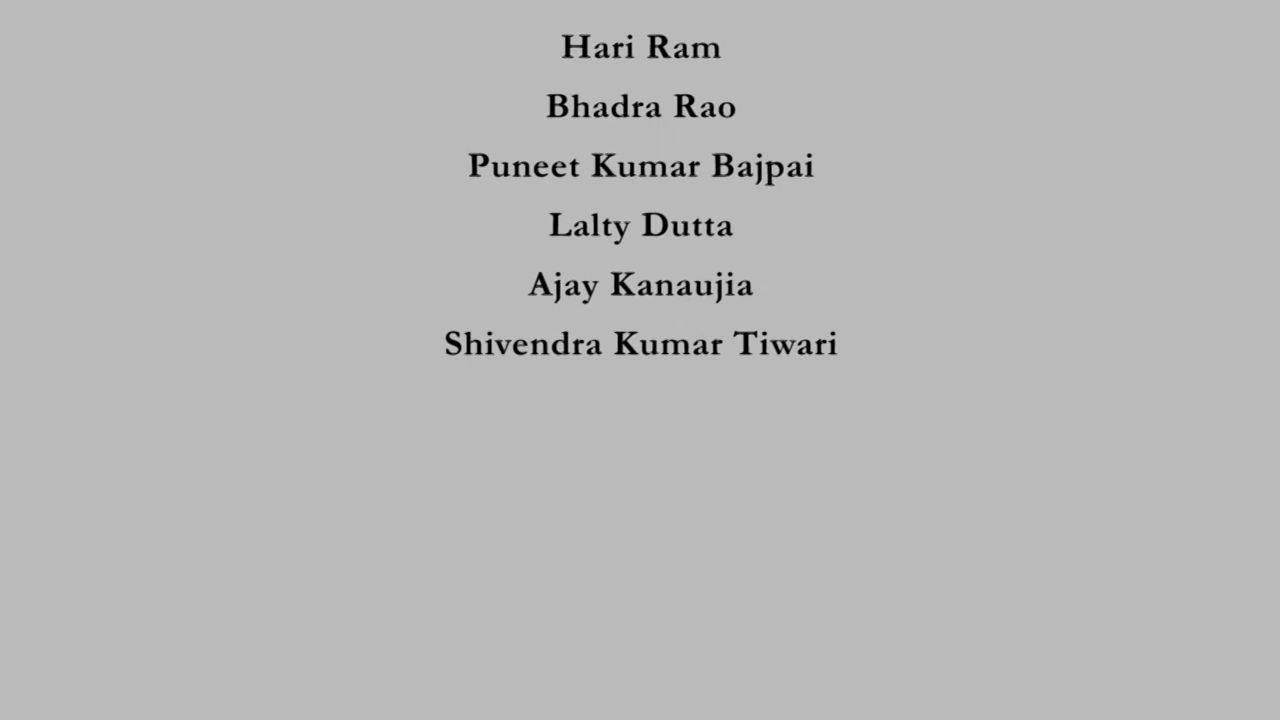 Hari Ram
Bhadra Rao
Puneet Kumar Bajpai
Lalty Dutta
Ajay Kanaujia
Shivendra Kumar Tiwari